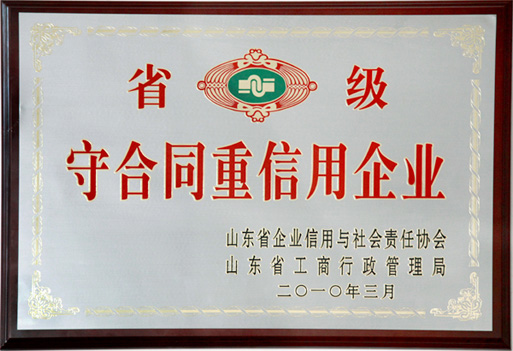 省 级
守合同重信用企业
山东省企业信用与社会责任协会
山东省工商行政管理局
二〇一〇年三月